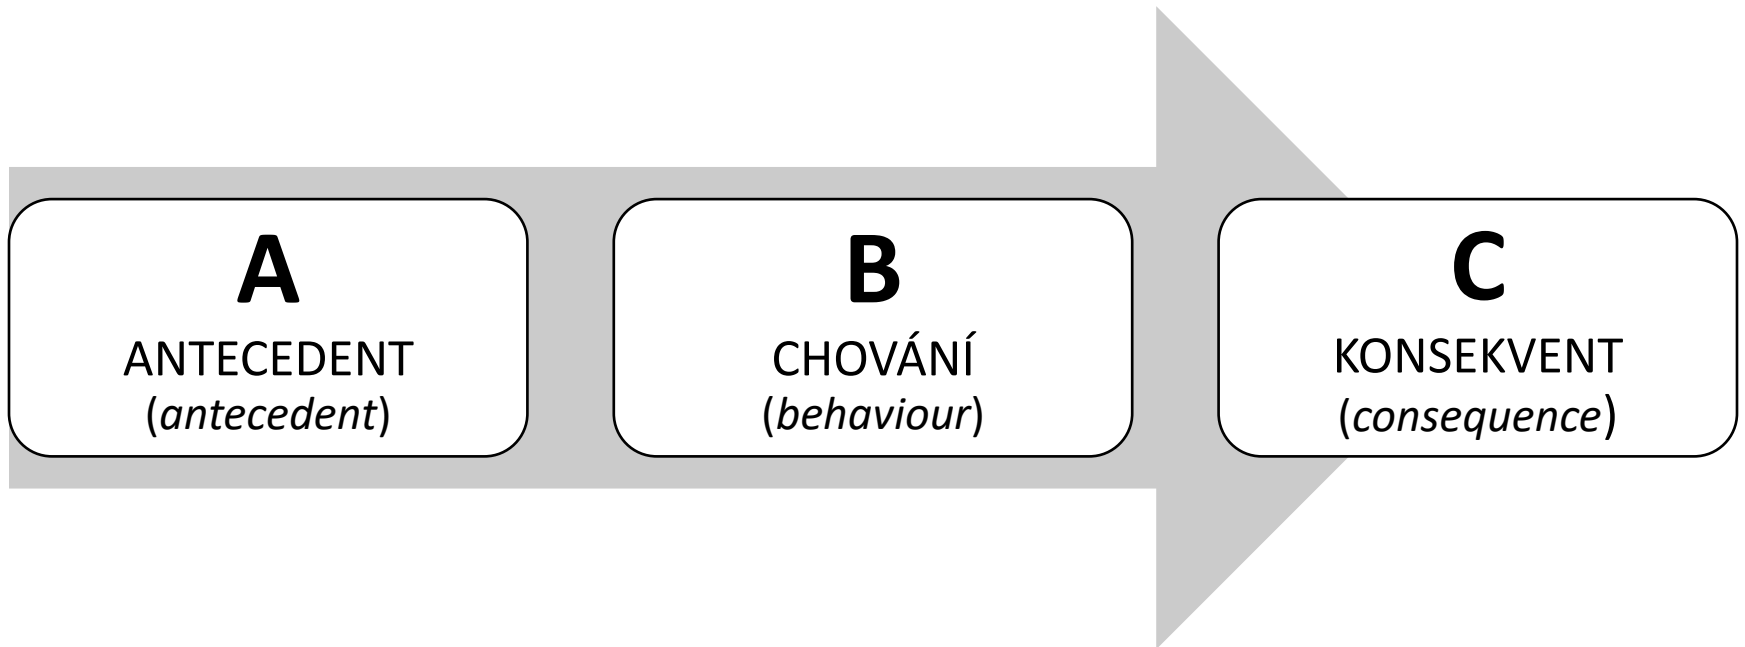 A
ANTECEDENT
(antecedent)
B
CHOVÁNÍ
(behaviour)
C
KONSEKVENT
(consequence)